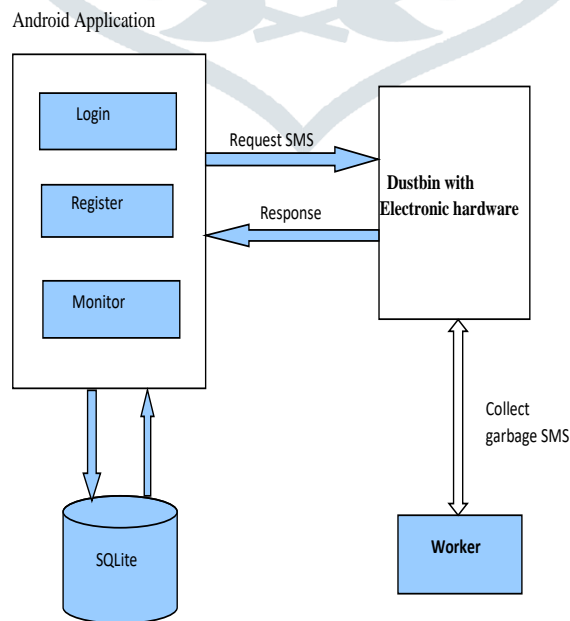 Android Application
Login
Register
Monitor
Request SMS
Response
Dustbin with
Electronic hardware
Collect
garbage SMS
SQLite
Worker